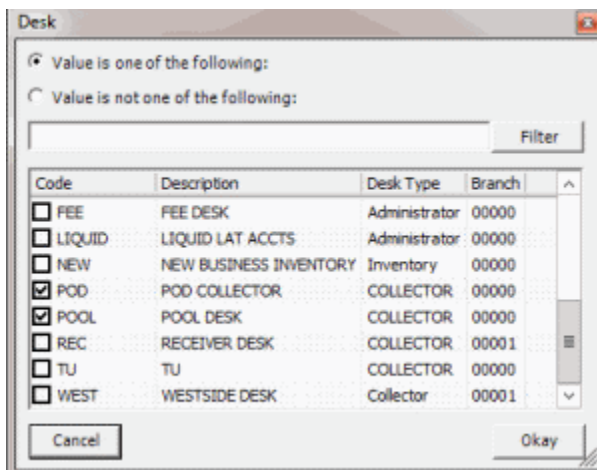 Desk
Value is one of the following:
Value is not one of the following:
Filter
Code Description Desk Type Branch
FEE FEE DESK Administrator 00000
LIQUID LIQUID LAT ACCTS Administrator 00000
NEW NEW BUSINESS INVENTORY Inventory 00000
POD POD COLLECTOR COLLECTOR 00000
POOL POOL DESK COLLECTOR 00000
REC RECEIVER DESK COLLECTOR 00001
TU TU COLLECTOR 00000
WEST WESTSIDE DESK Collector 00001
Cancel Okay